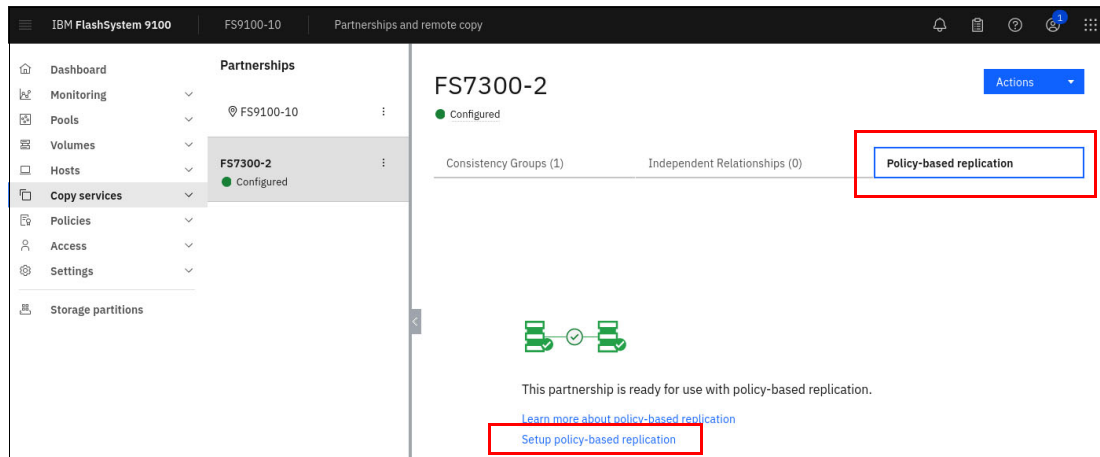 IBM FlashSystem 9100
FS9100-10
Partnerships and remote copy
1
Dashboard
Monitoring
Pools
Volumes
Hosts
Copy services
Policies
Access
Settings
Storage partitions
Partnerships
FS9100-10
FS7300-2
Configured
FS7300-2
Configured
Actions
Consistency Groups (1)
Independent Relationships (0)
Policy-based replication
This partnership is ready for use with policy-based replication.
Learn more about policy-based replication
Setup policy-based replication